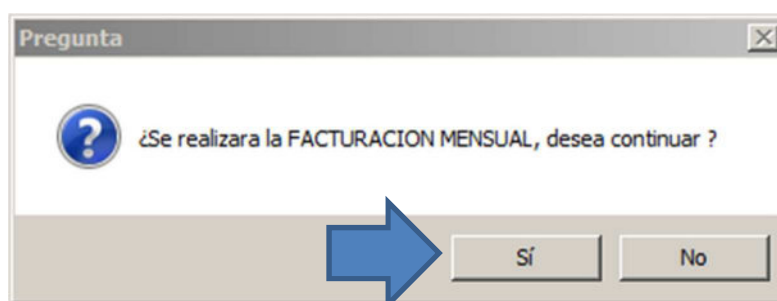 Pregunta
¿Se realizara la FACTURACION MENSUAL, desea continuar ?
Sí
No